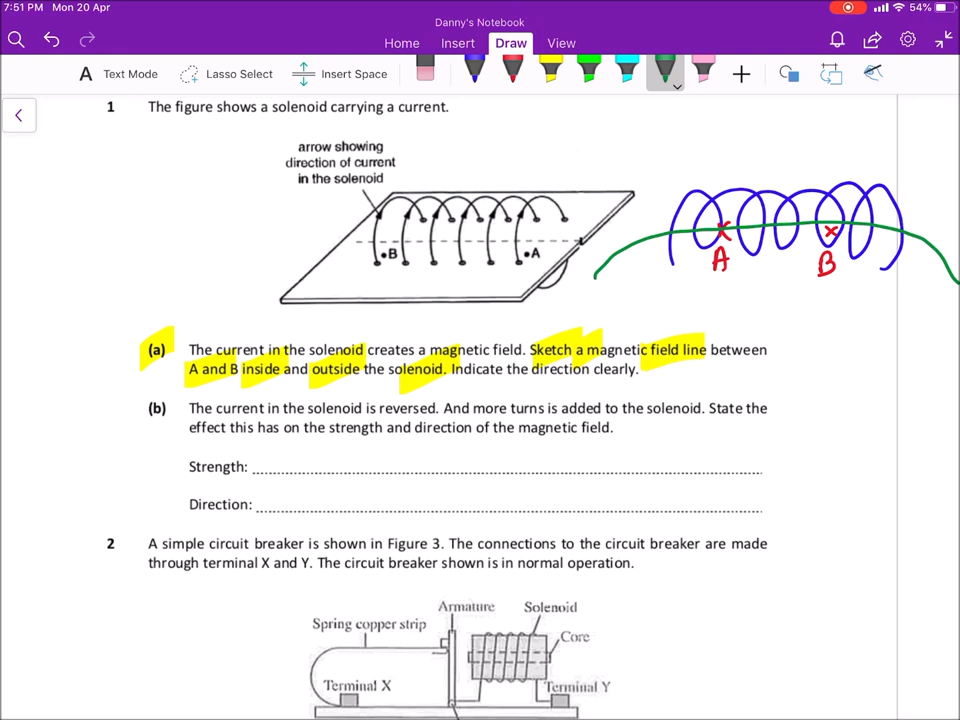 7:51 PM Mon 20 Apr
54%
Danny's Notebook
Home Insert Draw View
A Text Mode Lasso Select Insert Space
1 The figure shows a solenoid carrying a current.
arrow showing
direction of current
in the solenoid
•B •A
A B
(a) The current in the solenoid creates a magnetic field. Sketch a magnetic field line between
A and B inside and outside the solenoid. Indicate the direction clearly.
(b) The current in the solenoid is reversed. And more turns is added to the solenoid. State the
effect this has on the strength and direction of the magnetic field.
Strength:
Direction:
2 A simple circuit breaker is shown in Figure 3. The connections to the circuit breaker are made
through terminal X and Y. The circuit breaker shown is in normal operation.
Armature Solenoid
Spring copper strip
Core
Terminal X Terminal Y